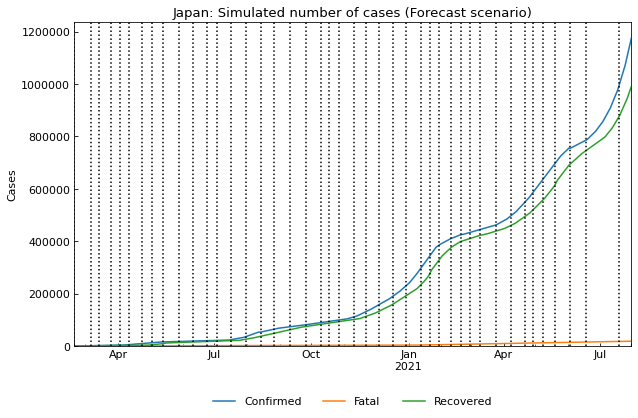 Japan: Simulated number of cases (Forecast scenario)
1200000
1000000
800000
600000
400000
200000
0
Cases
Apr
Jul
Oct
Jan
2021
Apr
Jul
Confirmed
Fatal
Recovered